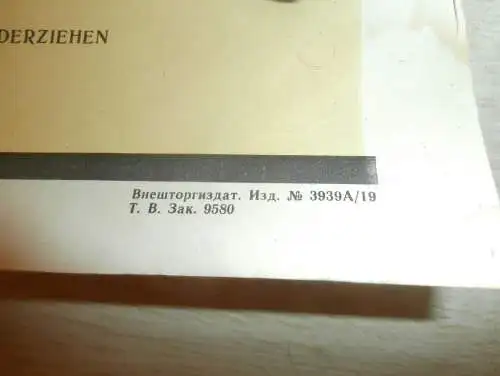 DERZIEHEN
Внешторгиздат. Изд. № 3939А/19
Т. В. Зак. 9580